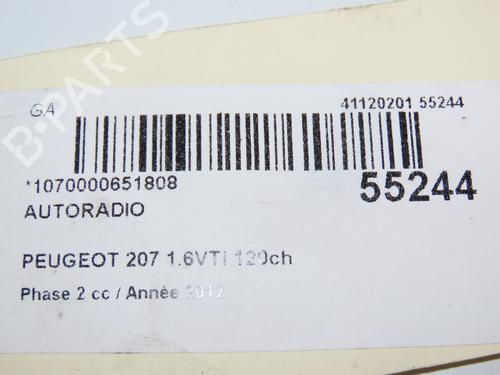 GA
41120201 55244
*1070000651808
55244
AUTORADIO
PEUGEOT 207 1.6VTI 120ch
Phase 2 cc / Année 2012
B-PARTS